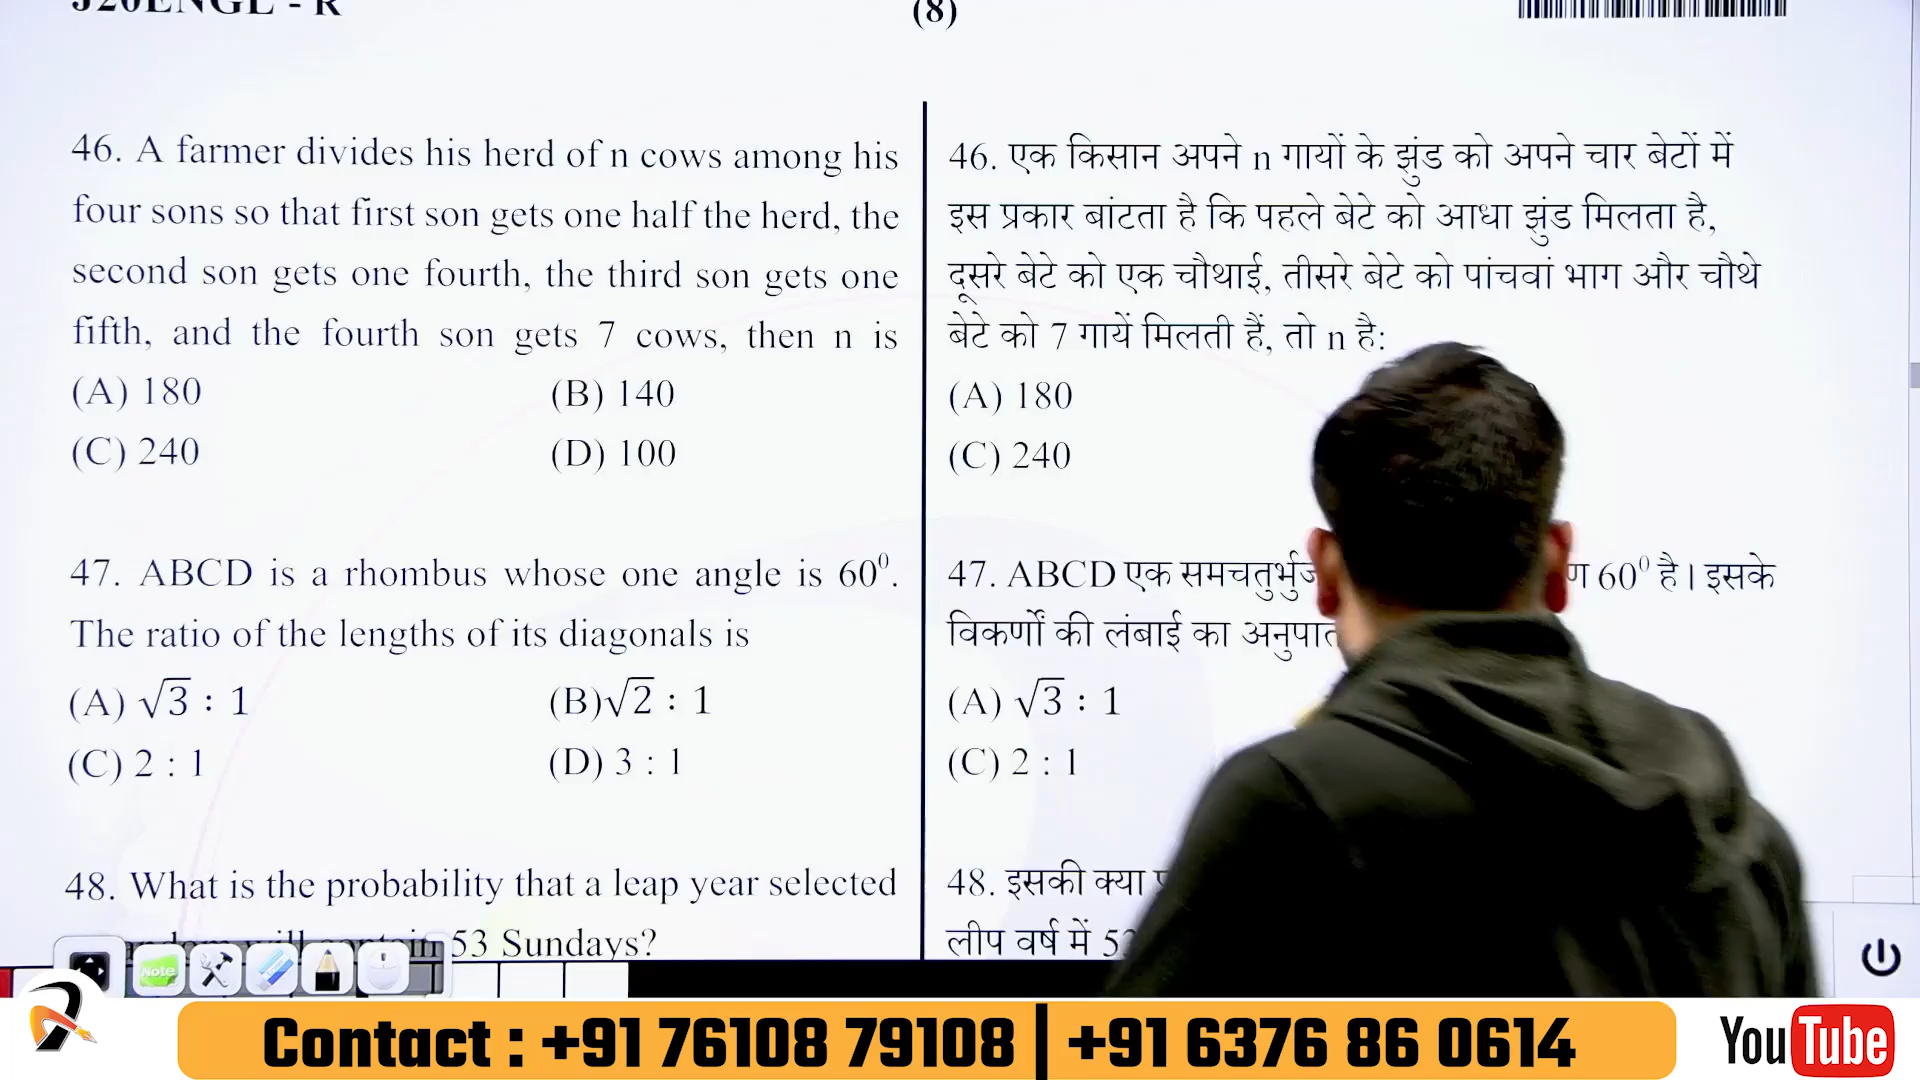 (8)
46. A farmer divides his herd of n cows among his
four sons so that first son gets one half the herd, the
second son gets one fourth, the third son gets one
fifth, and the fourth son gets 7 cows, then n is
(A) 180 (B) 140
(C) 240 (D) 100
47. ABCD is a rhombus whose one angle is 60⁰.
The ratio of the lengths of its diagonals is
(A) √3 : 1 (B)√2 : 1
(C) 2 : 1 (D) 3 : 1
48. What is the probability that a leap year selected
will contain 53 Sundays?
46. एक किसान अपने n गायों के झुंड को अपने चार बेटों में
इस प्रकार बांटता है कि पहले बेटे को आधा झुंड मिलता है,
दूसरे बेटे को एक चौथाई, तीसरे बेटे को पांचवां भाग और चौथे
बेटे को 7 गायें मिलती हैं, तो n है:
(A) 180
(C) 240
47. ABCD एक समचतुर्भुज 60⁰ है। इसके
विकर्णों की लंबाई का अनुपात
(A) √3 : 1
(C) 2 : 1
48. इसकी क्या
लीप वर्ष में
Note
Contact : +91 76108 79108 | +91 6376 86 0614
YouTube